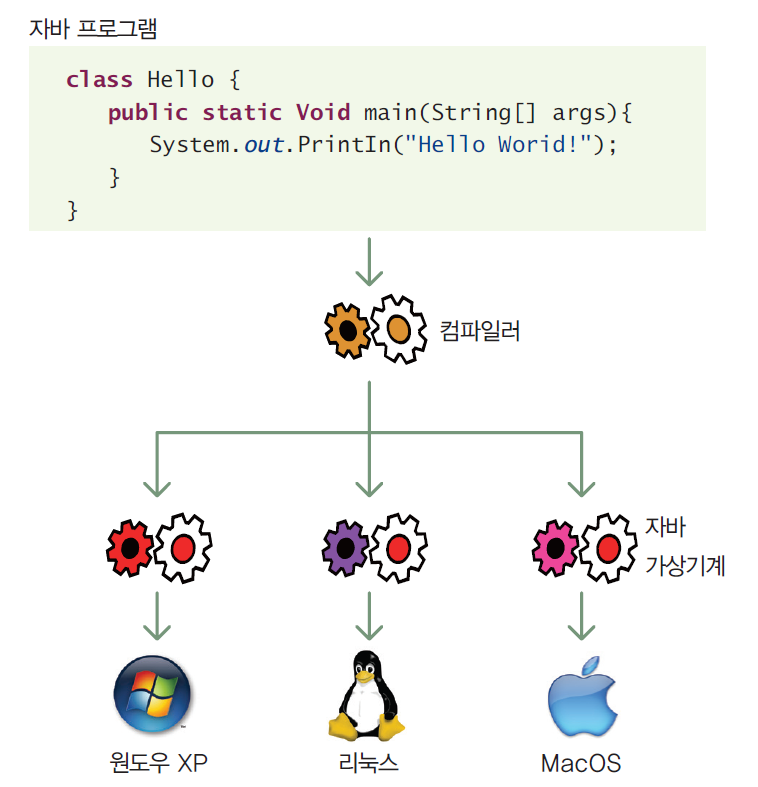 자바 프로그램
class Hello {
public static Void main(String[] args){
System.out.PrintIn("Hello Worid!");
}
}
컴파일러
자바
가상기계
윈도우 XP
리눅스
MacOS